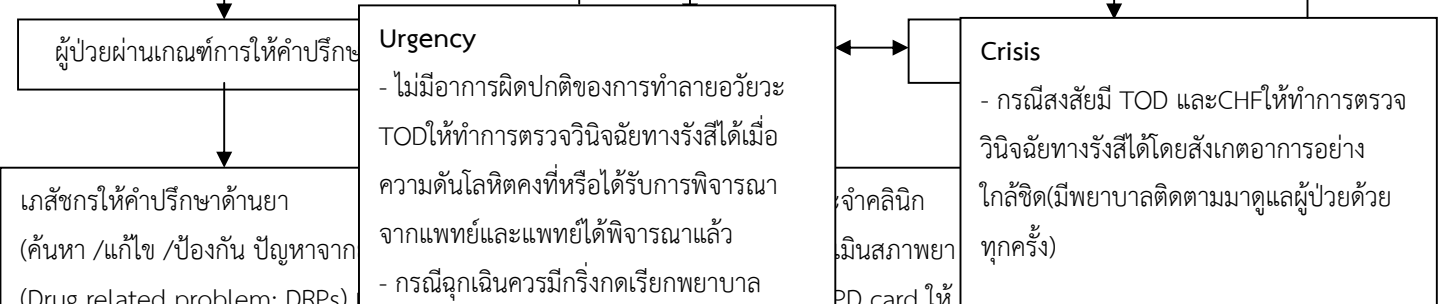 ผู้ป่วยผ่านเกณฑ์การให้คำปรึกษ
Urgency
- ไม่มีอาการผิดปกติของการทำลายอวัยวะ
TODให้ทำการตรวจวินิจฉัยทางรังสีได้เมื่อ
ความดันโลหิตคงที่หรือได้รับการพิจารณา
จากแพทย์และแพทย์ได้พิจารณาแล้ว
- กรณีฉุกเฉินควรมีกริ่งกดเรียกพยาบาล
Crisis
- กรณีสงสัยมี TOD และCHFให้ทำการตรวจ
วินิจฉัยทางรังสีได้โดยสังเกตอาการอย่าง
ใกล้ชิด(มีพยาบาลติดตามมาดูแลผู้ป่วยด้วย
ทุกครั้ง)
เภสัชกรให้คำปรึกษาด้านยา
(ค้นหา /แก้ไข /ป้องกัน ปัญหาจาก
(Drug related problem: DRPs)
ะจำคลินิก
เมินสภาพยา
PD card ให้